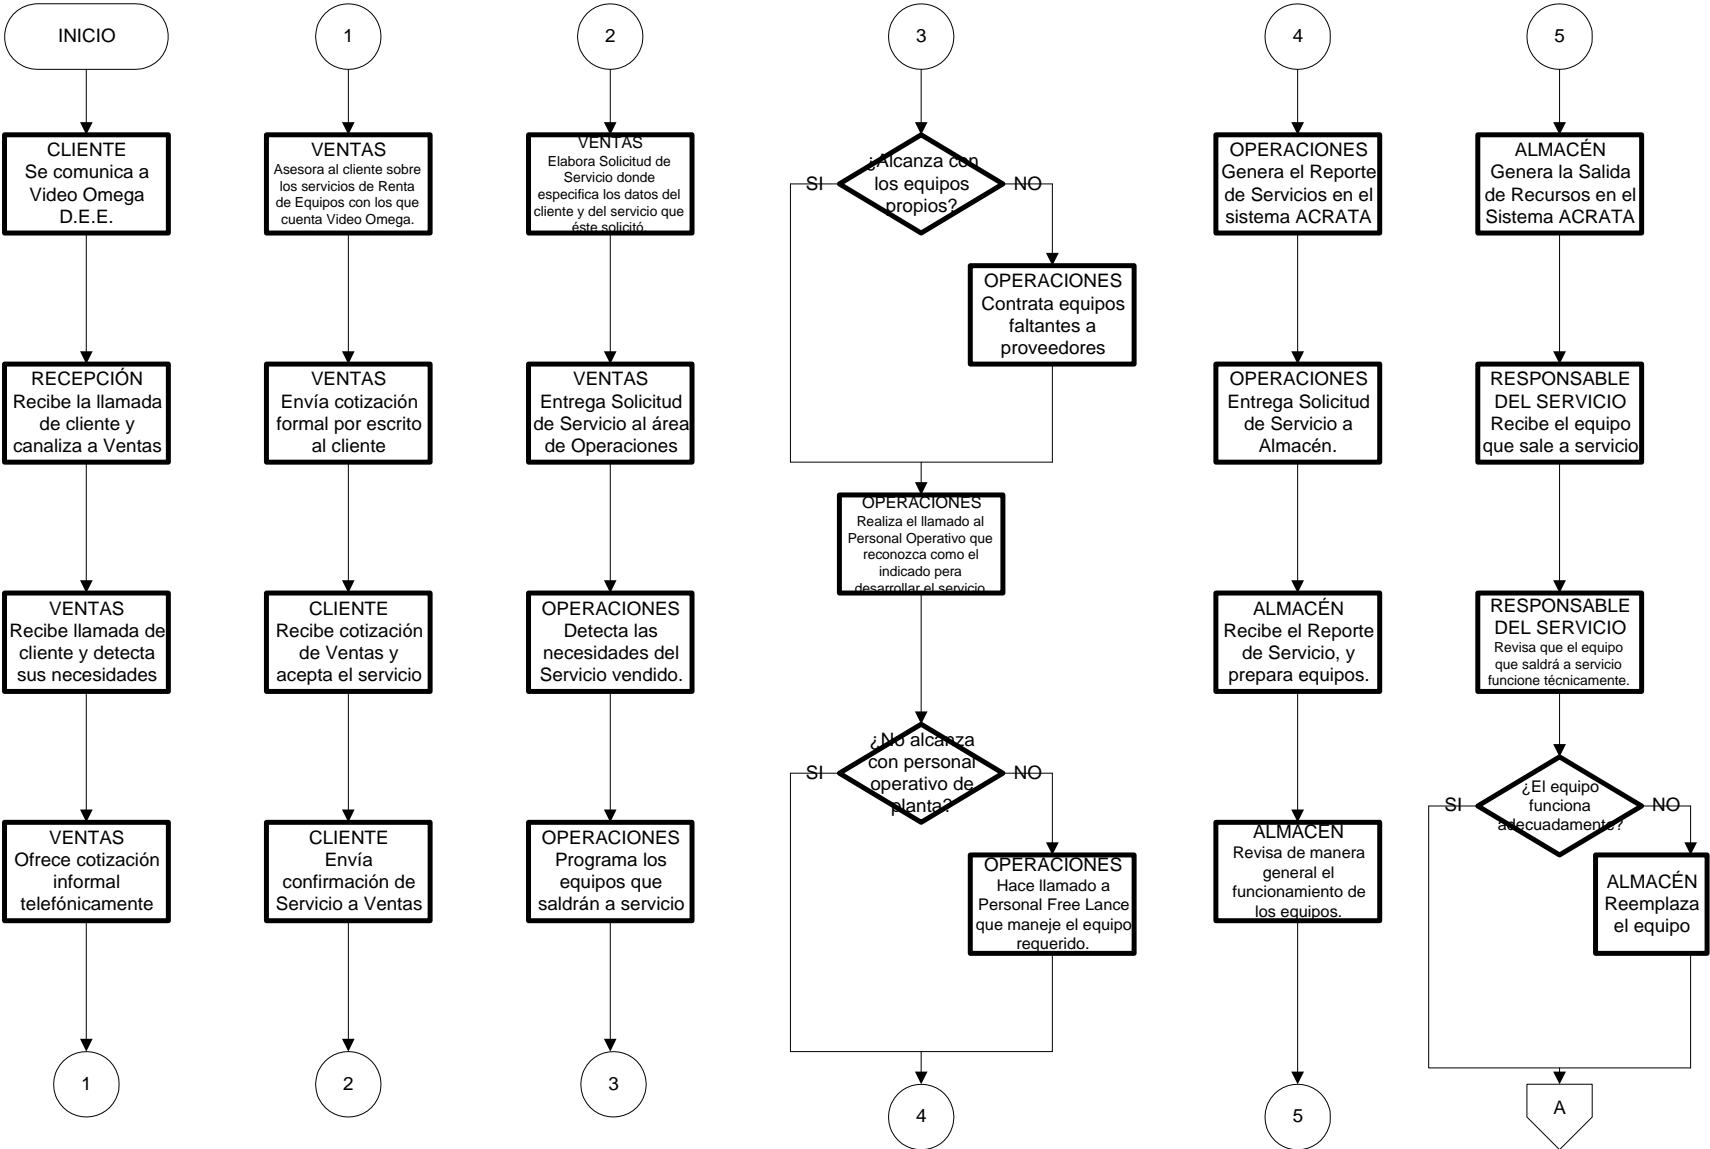 INICIO
CLIENTE
Se comunica a
Video Omega
D.E.E.
RECEPCIÓN
Recibe la llamada
de cliente y
canaliza a Ventas
VENTAS
Recibe llamada de
cliente y detecta
sus necesidades
VENTAS
Ofrece cotización
informal
telefónicamente
1
1
VENTAS
Asesora al cliente sobre
los servicios de Renta
de Equipos con los que
cuenta Video Omega.
VENTAS
Envía cotización
formal por escrito
al cliente
CLIENTE
Recibe cotización
de Ventas y
acepta el servicio
CLIENTE
Envía
confirmación de
Servicio a Ventas
2
2
VENTAS
Elabora Solicitud de
Servicio donde
especifica los datos del
cliente y del servicio que
éste solicitó.
VENTAS
Entrega Solicitud
de Servicio al área
de Operaciones
OPERACIONES
Detecta las
necesidades del
Servicio vendido.
OPERACIONES
Programa los
equipos que
saldrán a servicio
3
3
¿Alcanza con
los equipos
propios?
SI
NO
OPERACIONES
Contrata equipos
faltantes a
proveedores
OPERACIONES
Realiza el llamado al
Personal Operativo que
reconozca como el
indicado pera
desarrollar el servicio
¿No alcanza
con personal
operativo de
planta?
SI
NO
OPERACIONES
Hace llamado a
Personal Free Lance
que maneje el equipo
requerido.
4
4
OPERACIONES
Genera el Reporte
de Servicios en el
sistema ACRATA
OPERACIONES
Entrega Solicitud
de Servicio a
Almacén.
ALMACÉN
Recibe el Reporte
de Servicio, y
prepara equipos.
ALMACÉN
Revisa de manera
general el
funcionamiento de
los equipos.
5
5
ALMACÉN
Genera la Salida
de Recursos en el
Sistema ACRATA
RESPONSABLE
DEL SERVICIO
Recibe el equipo
que sale a servicio
RESPONSABLE
DEL SERVICIO
Revisa que el equipo
que saldrá a servicio
funcione técnicamente.
¿El equipo
funciona
adecuadamente?
SI
NO
ALMACÉN
Reemplaza
el equipo
A